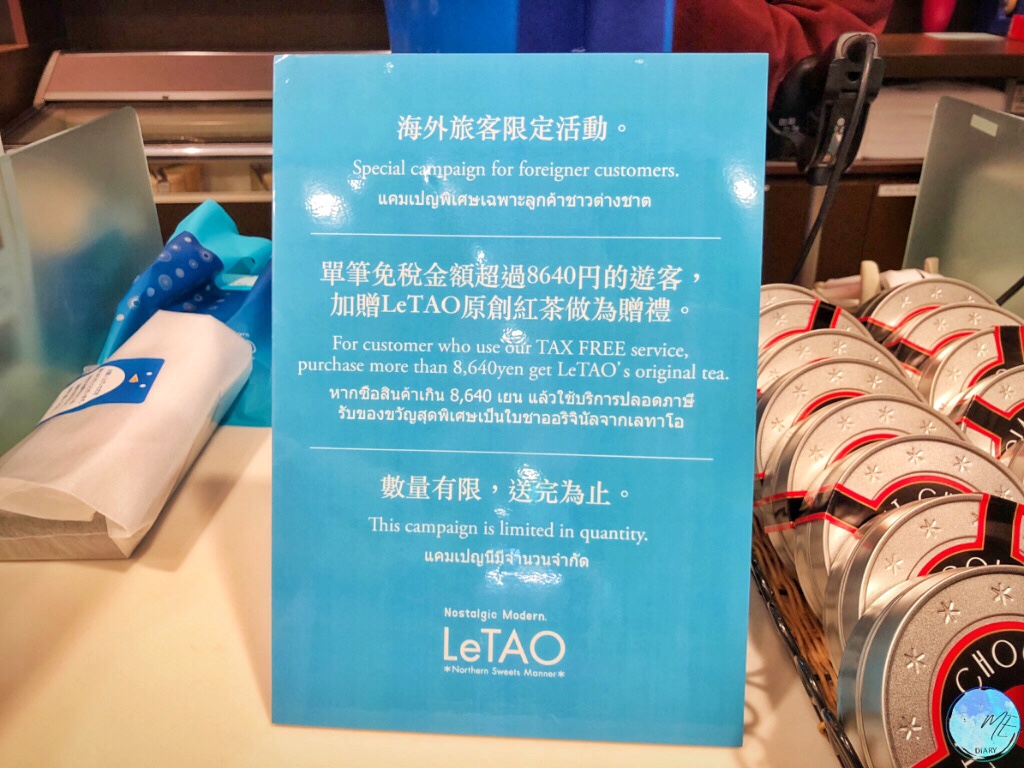 海外旅客限定活動。
Special campaign for foreigner customers.
แคมเปญพิเศษเฉพาะลูกค้าชาวต่างชาต
單筆免稅金額超過8640円的遊客，
加贈LeTAO原創紅茶做為贈禮。
For customer who use our TAX FREE service,
purchase more than 8,640yen get LeTAO's original tea.
หากซื้อสินค้าเกิน 8,640 เยน แล้วใช้บริการปลอดภาษี
รับของขวัญสุดพิเศษเป็นใบชาออริจินัลจากเลทาโอ
數量有限，送完為止。
This campaign is limited in quantity.
แคมเปญนี้มีจำนวนจำกัด
Nostalgic Modern.
LeTAO
*Northern Sweets Manner*
ME
DIARY